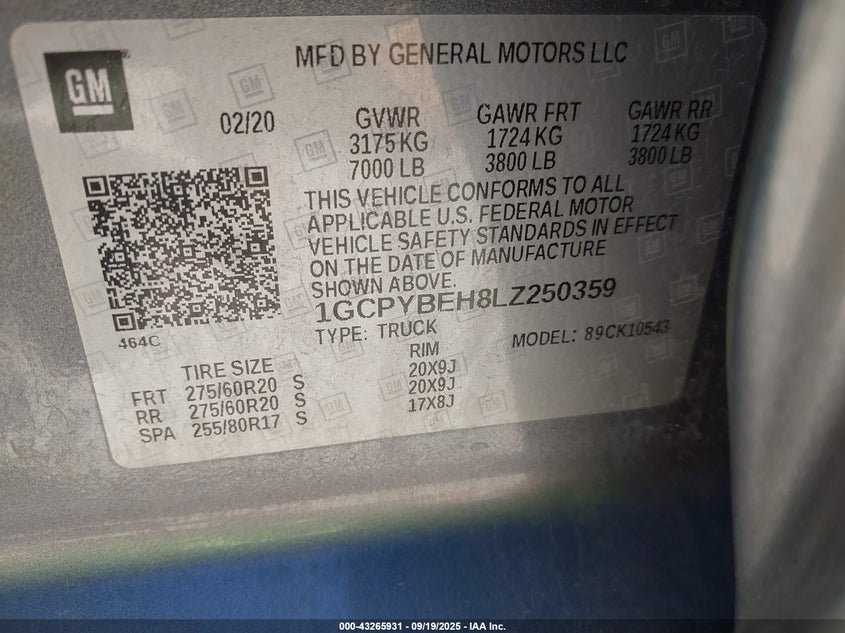 GM
MFD BY GENERAL MOTORS LLC
02/20
GVWR GAWR FRT GAWR RR
3175 KG 1724 KG 1724 KG
7000 LB 3800 LB 3800 LB
THIS VEHICLE CONFORMS TO ALL
APPLICABLE U.S. FEDERAL MOTOR
VEHICLE SAFETY STANDARDS IN EFFECT
ON THE DATE OF MANUFACTURE
SHOWN ABOVE.
1GCPYBEH8LZ250359
464C
TYPE: TRUCK MODEL: 89CK10543
TIRE SIZE RIM
FRT 275/60R20 S 20X9J
RR 275/60R20 S 20X9J
SPA 255/80R17 S 17X8J
000-43265931 - 09/19/2025 - IAA Inc.